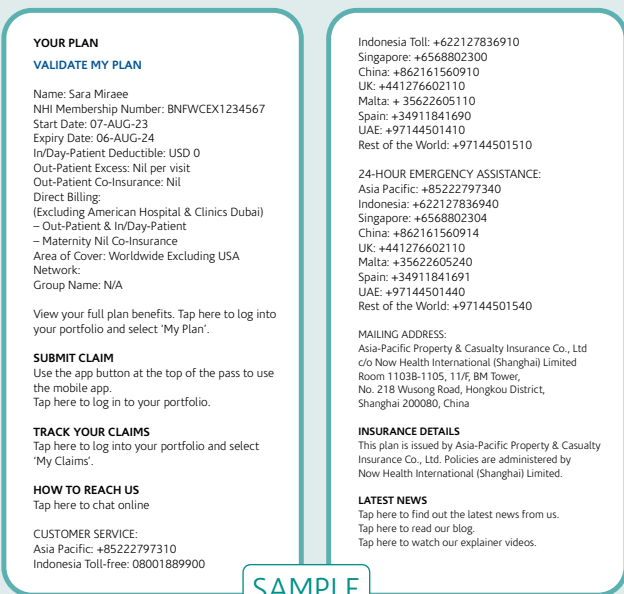 YOUR PLAN
VALIDATE MY PLAN
Name: Sara Miraee
NHI Membership Number: BNFWCEX1234567
Start Date: 07-AUG-23
Expiry Date: 06-AUG-24
In/Day-Patient Deductible: USD 0
Out-Patient Excess: Nil per visit
Out-Patient Co-Insurance: Nil
Direct Billing:
(Excluding American Hospital & Clinics Dubai)
– Out-Patient & In/Day-Patient
– Maternity Nil Co-Insurance
Area of Cover: Worldwide Excluding USA
Network:
Group Name: N/A
View your full plan benefits. Tap here to log into
your portfolio and select ‘My Plan’.
SUBMIT CLAIM
Use the app button at the top of the pass to use
the mobile app.
Tap here to log in to your portfolio.
TRACK YOUR CLAIMS
Tap here to log into your portfolio and select
‘My Claims’.
HOW TO REACH US
Tap here to chat online
CUSTOMER SERVICE:
Asia Pacific: +85222797310
Indonesia Toll-free: 08001889900
Indonesia Toll: +622127836910
Singapore: +6568802300
China: +862161560910
UK: +441276602110
Malta: + 35622605110
Spain: +34911841690
UAE: +97144501410
Rest of the World: +97144501510
24-HOUR EMERGENCY ASSISTANCE:
Asia Pacific: +85222797340
Indonesia: +622127836940
Singapore: +6568802304
China: +862161560914
UK: +441276602110
Malta: +35622605240
Spain: +34911841691
UAE: +97144501440
Rest of the World: +97144501540
MAILING ADDRESS:
Asia-Pacific Property & Casualty Insurance Co., Ltd
c/o Now Health International (Shanghai) Limited
Room 1103B-1105, 11/F, BM Tower,
No. 218 Wusong Road, Hongkou District,
Shanghai 200080, China
INSURANCE DETAILS
This plan is issued by Asia-Pacific Property & Casualty
Insurance Co., Ltd. Policies are administered by
Now Health International (Shanghai) Limited.
LATEST NEWS
Tap here to find out the latest news from us.
Tap here to read our blog.
Tap here to watch our explainer videos.
SAMPLE